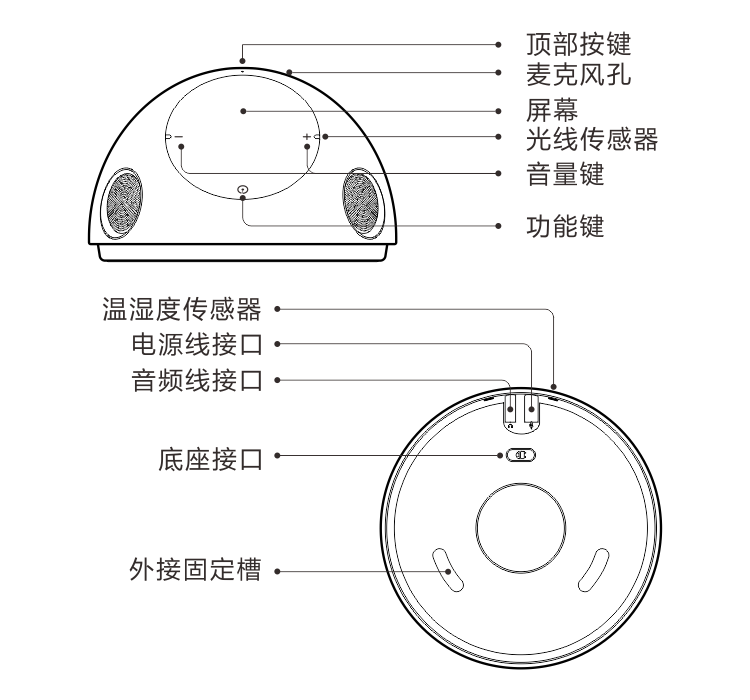 顶部按键
麦克风孔
屏幕
光线传感器
音量键
功能键
温湿度传感器
电源线接口
音频线接口
底座接口
外接固定槽